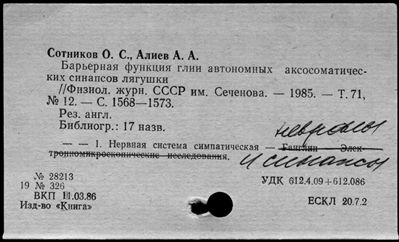 Сотников О. С., Алиев А. А.
Барьерная функция глии автономных аксосоматичес-
ких синапсов лягушки
//Физиол. журн. СССР им. Сеченова. — 1985. — Т. 71,
№ 12. — С. 1568—1573.
Рез. англ.
Библиогр.: 17 назв.
невроны
— — 1. Нервная система симпатическая — Ганглии — Элек-
тронномикроскопические исследования.
и синапсы
№ 28213
19 № 326
ВКП 11.03.86
Изд-во «Книга»
УДК 612.4.09+612.086
ЕСКЛ 20.7.2